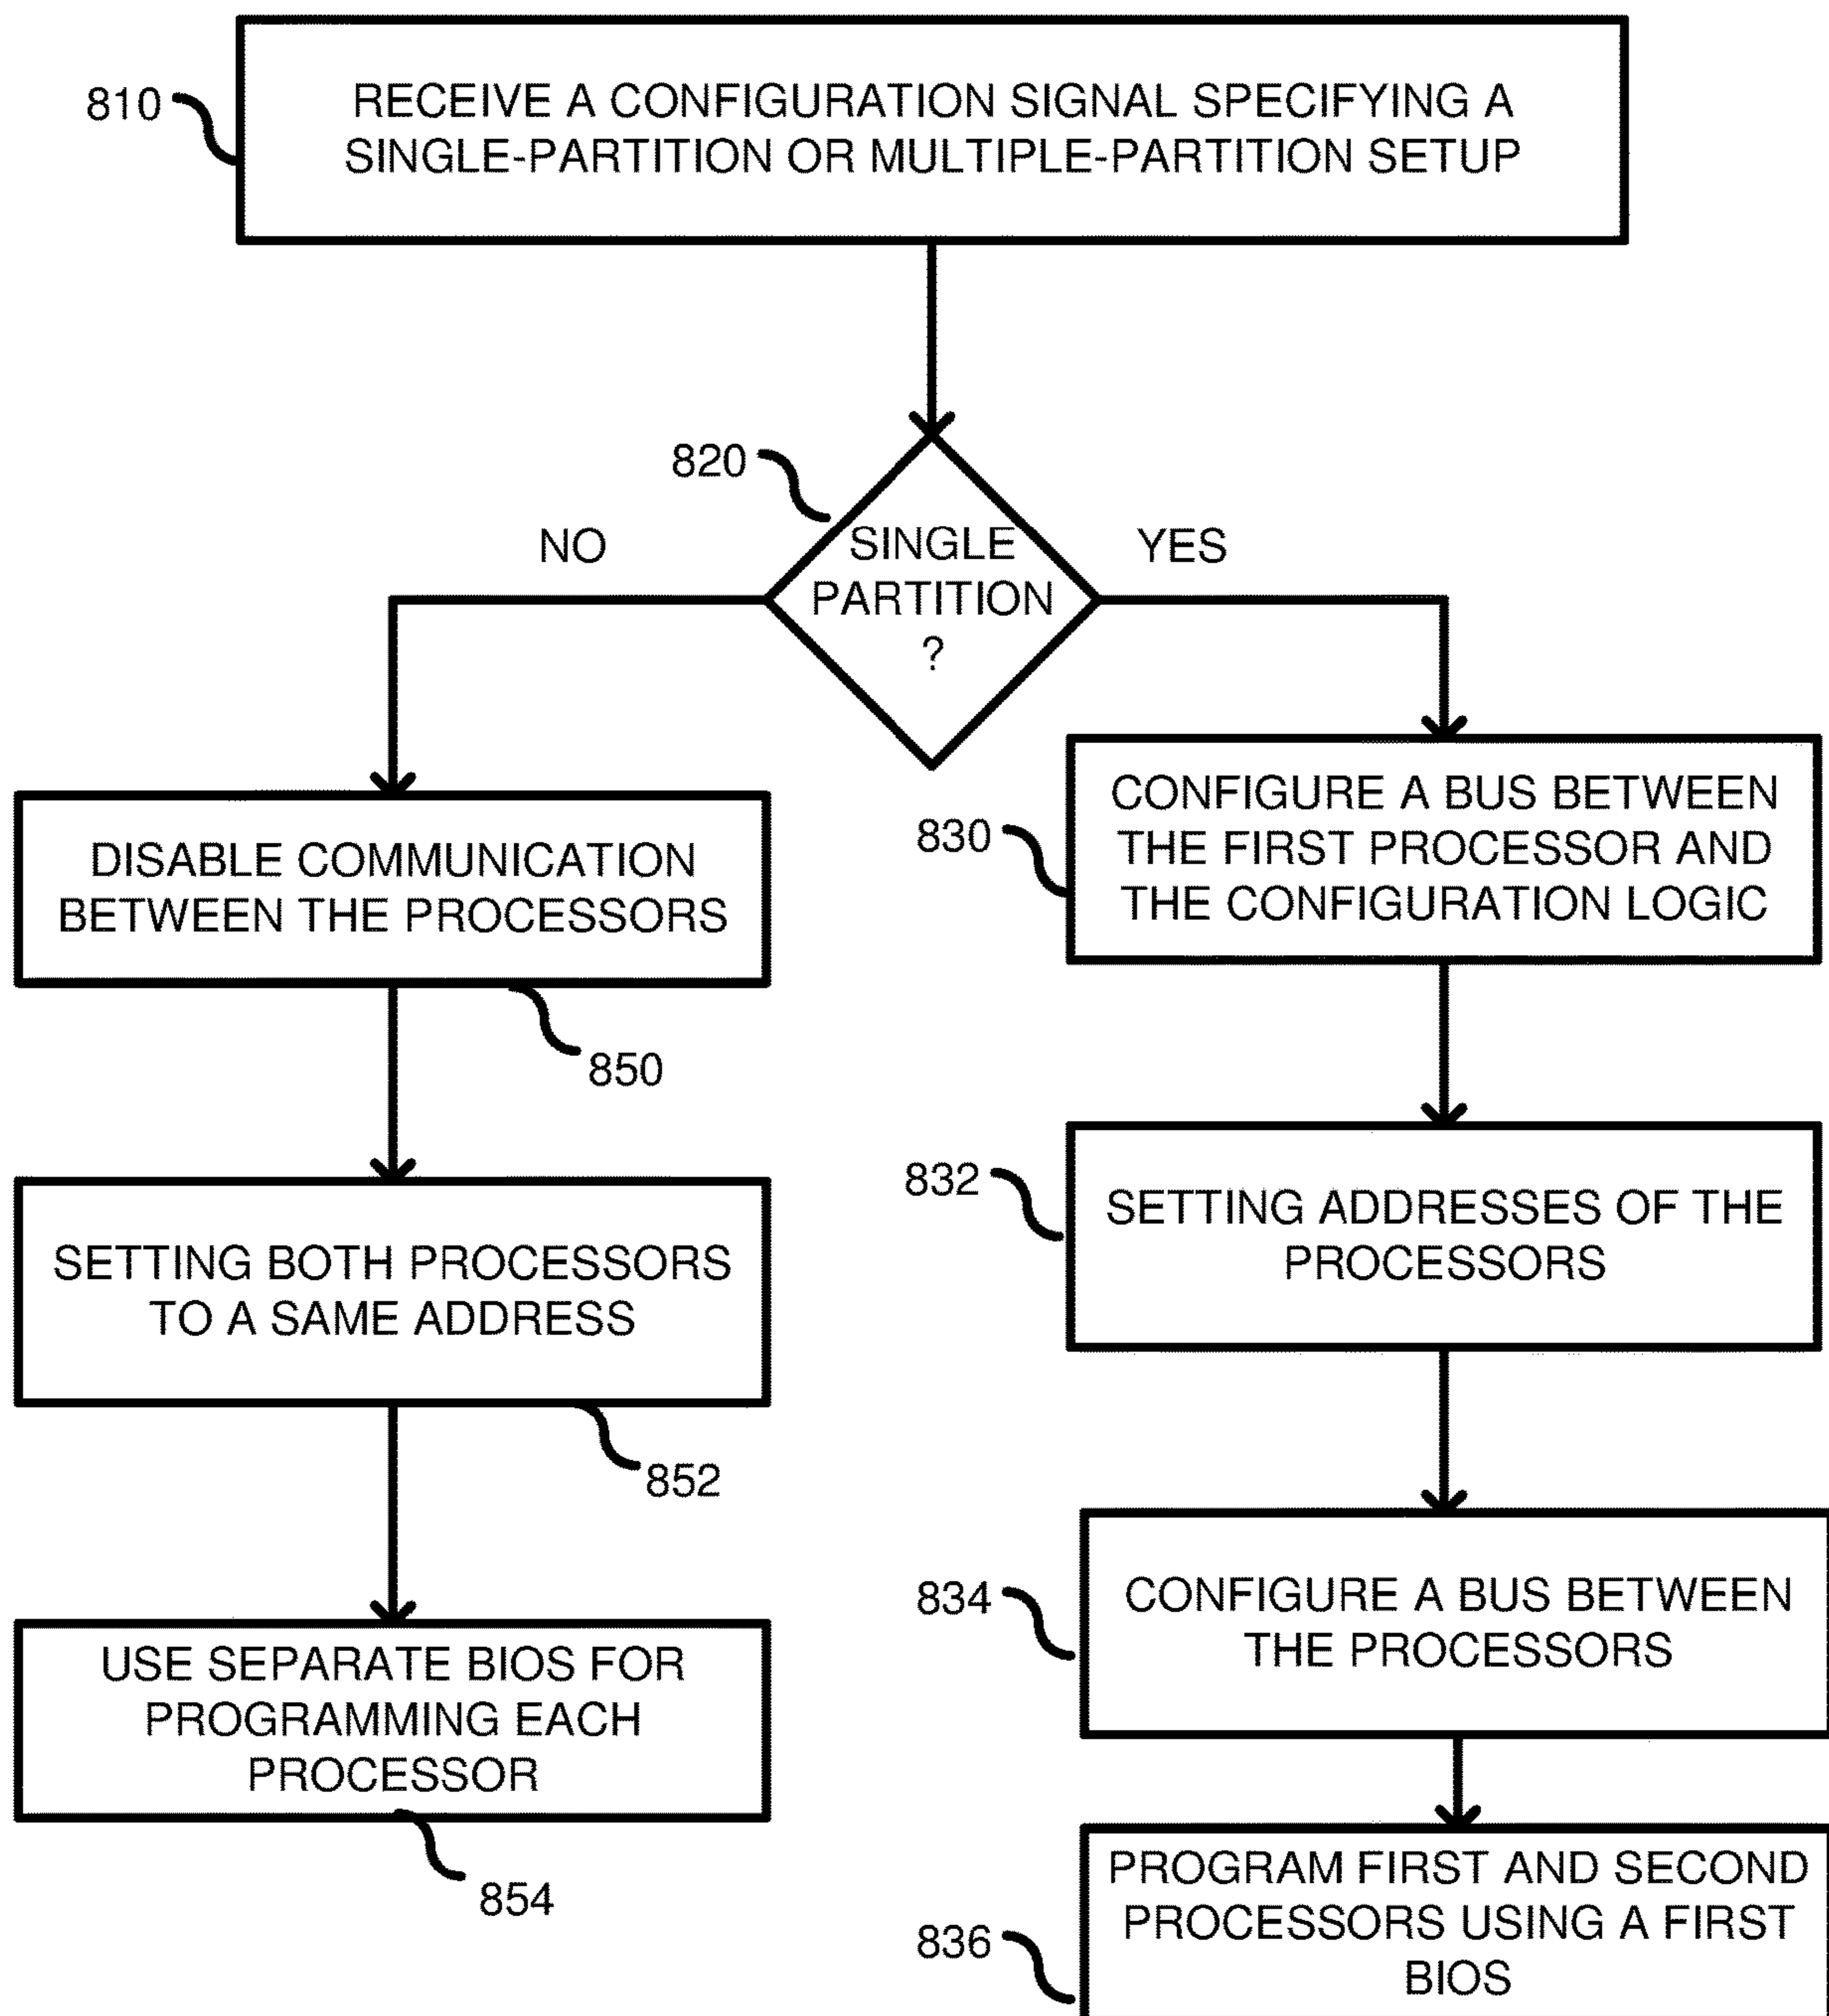 810
RECEIVE A CONFIGURATION SIGNAL SPECIFYING A
SINGLE-PARTITION OR MULTIPLE-PARTITION SETUP
820
SINGLE
PARTITION
?
NO
YES
DISABLE COMMUNICATION
BETWEEN THE PROCESSORS
850
SETTING BOTH PROCESSORS
TO A SAME ADDRESS
852
USE SEPARATE BIOS FOR
PROGRAMMING EACH
PROCESSOR
854
830
CONFIGURE A BUS BETWEEN
THE FIRST PROCESSOR AND
THE CONFIGURATION LOGIC
832
SETTING ADDRESSES OF THE
PROCESSORS
834
CONFIGURE A BUS BETWEEN
THE PROCESSORS
836
PROGRAM FIRST AND SECOND
PROCESSORS USING A FIRST
BIOS